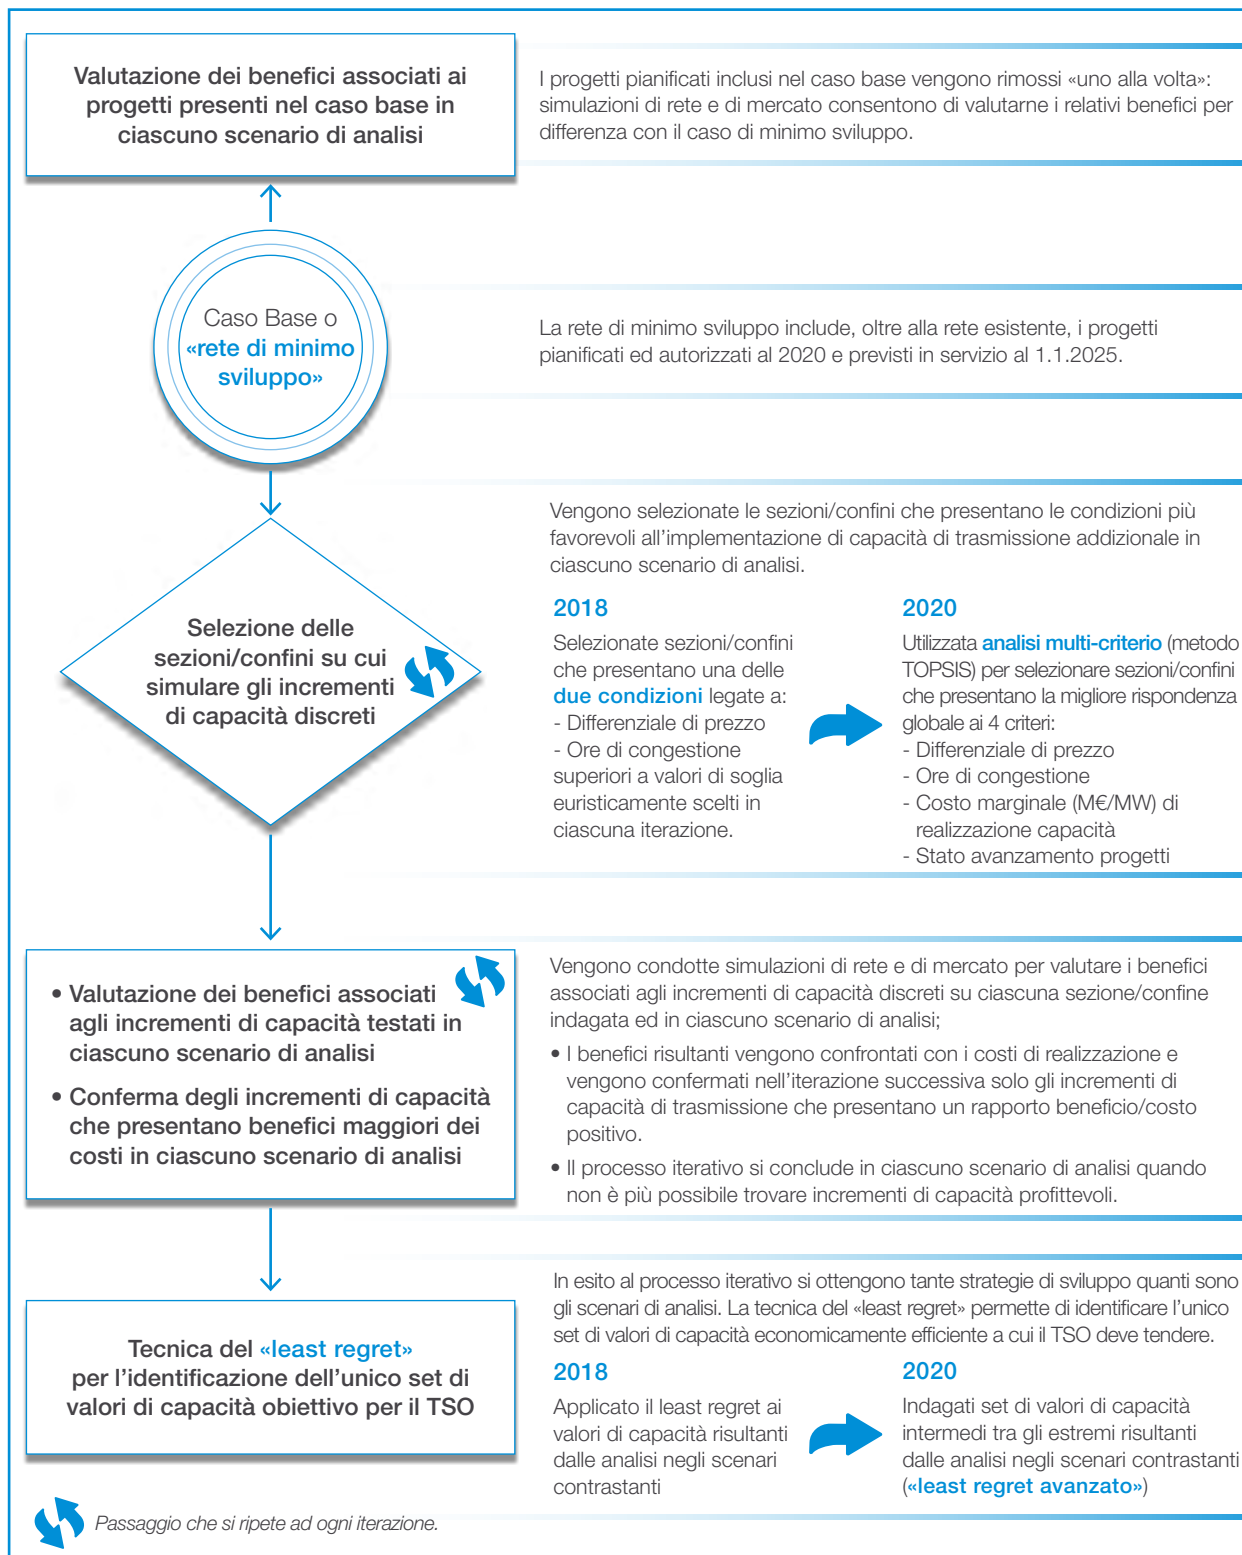 Valutazione dei benefici associati ai
progetti presenti nel caso base in
ciascuno scenario di analisi
I progetti pianificati inclusi nel caso base vengono rimossi «uno alla volta»:
simulazioni di rete e di mercato consentono di valutarne i relativi benefici per
differenza con il caso di minimo sviluppo.
Caso Base o
«rete di minimo
sviluppo»
La rete di minimo sviluppo include, oltre alla rete esistente, i progetti
pianificati ed autorizzati al 2020 e previsti in servizio al 1.1.2025.
Selezione delle
sezioni/confini su cui
simulare gli incrementi
di capacità discreti
Vengono selezionate le sezioni/confini che presentano le condizioni più
favorevoli all'implementazione di capacità di trasmissione addizionale in
ciascuno scenario di analisi.
2018
Selezionate sezioni/confini
che presentano una delle
due condizioni legate a:
- Differenziale di prezzo
- Ore di congestione
superiori a valori di soglia
euristicamente scelti in
ciascuna iterazione.
2020
Utilizzata analisi multi-criterio (metodo
TOPSIS) per selezionare sezioni/confini
che presentano la migliore rispondenza
globale ai 4 criteri:
- Differenziale di prezzo
- Ore di congestione
- Costo marginale (M€/MW) di
realizzazione capacità
- Stato avanzamento progetti
• Valutazione dei benefici associati
agli incrementi di capacità testati in
ciascuno scenario di analisi
• Conferma degli incrementi di capacità
che presentano benefici maggiori dei
costi in ciascuno scenario di analisi
Vengono condotte simulazioni di rete e di mercato per valutare i benefici
associati agli incrementi di capacità discreti su ciascuna sezione/confine
indagata ed in ciascuno scenario di analisi;
• I benefici risultanti vengono confrontati con i costi di realizzazione e
vengono confermati nell'iterazione successiva solo gli incrementi di
capacità di trasmissione che presentano un rapporto beneficio/costo
positivo.
• Il processo iterativo si conclude in ciascuno scenario di analisi quando
non è più possibile trovare incrementi di capacità profittevoli.
Tecnica del «least regret»
per l'identificazione dell'unico set di
valori di capacità obiettivo per il TSO
In esito al processo iterativo si ottengono tante strategie di sviluppo quanti sono
gli scenari di analisi. La tecnica del «least regret» permette di identificare l'unico
set di valori di capacità economicamente efficiente a cui il TSO deve tendere.
2018
Applicato il least regret ai
valori di capacità risultanti
dalle analisi negli scenari
contrastanti
2020
Indagati set di valori di capacità
intermedi tra gli estremi risultanti
dalle analisi negli scenari contrastanti
(«least regret avanzato»)
Passaggio che si ripete ad ogni iterazione.